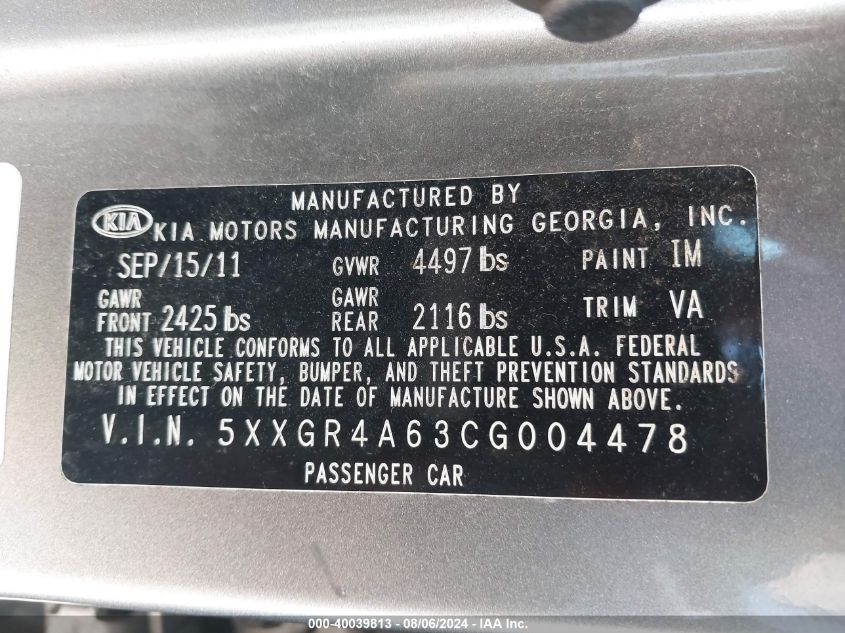 MANUFACTURED BY
KIA KIA MOTORS MANUFACTURING GEORGIA, INC.
SEP/15/11 GVWR 4497 lbs PAINT IM
GAWR FRONT 2425 lbs GAWR REAR 2116 lbs TRIM VA
THIS VEHICLE CONFORMS TO ALL APPLICABLE U.S.A. FEDERAL
MOTOR VEHICLE SAFETY, BUMPER, AND THEFT PREVENTION STANDARDS
IN EFFECT ON THE DATE OF MANUFACTURE SHOWN ABOVE.
V.I.N. 5XXGR4A63CG004478
PASSENGER CAR
000-40039813 - 08/06/2024 - IAA Inc.